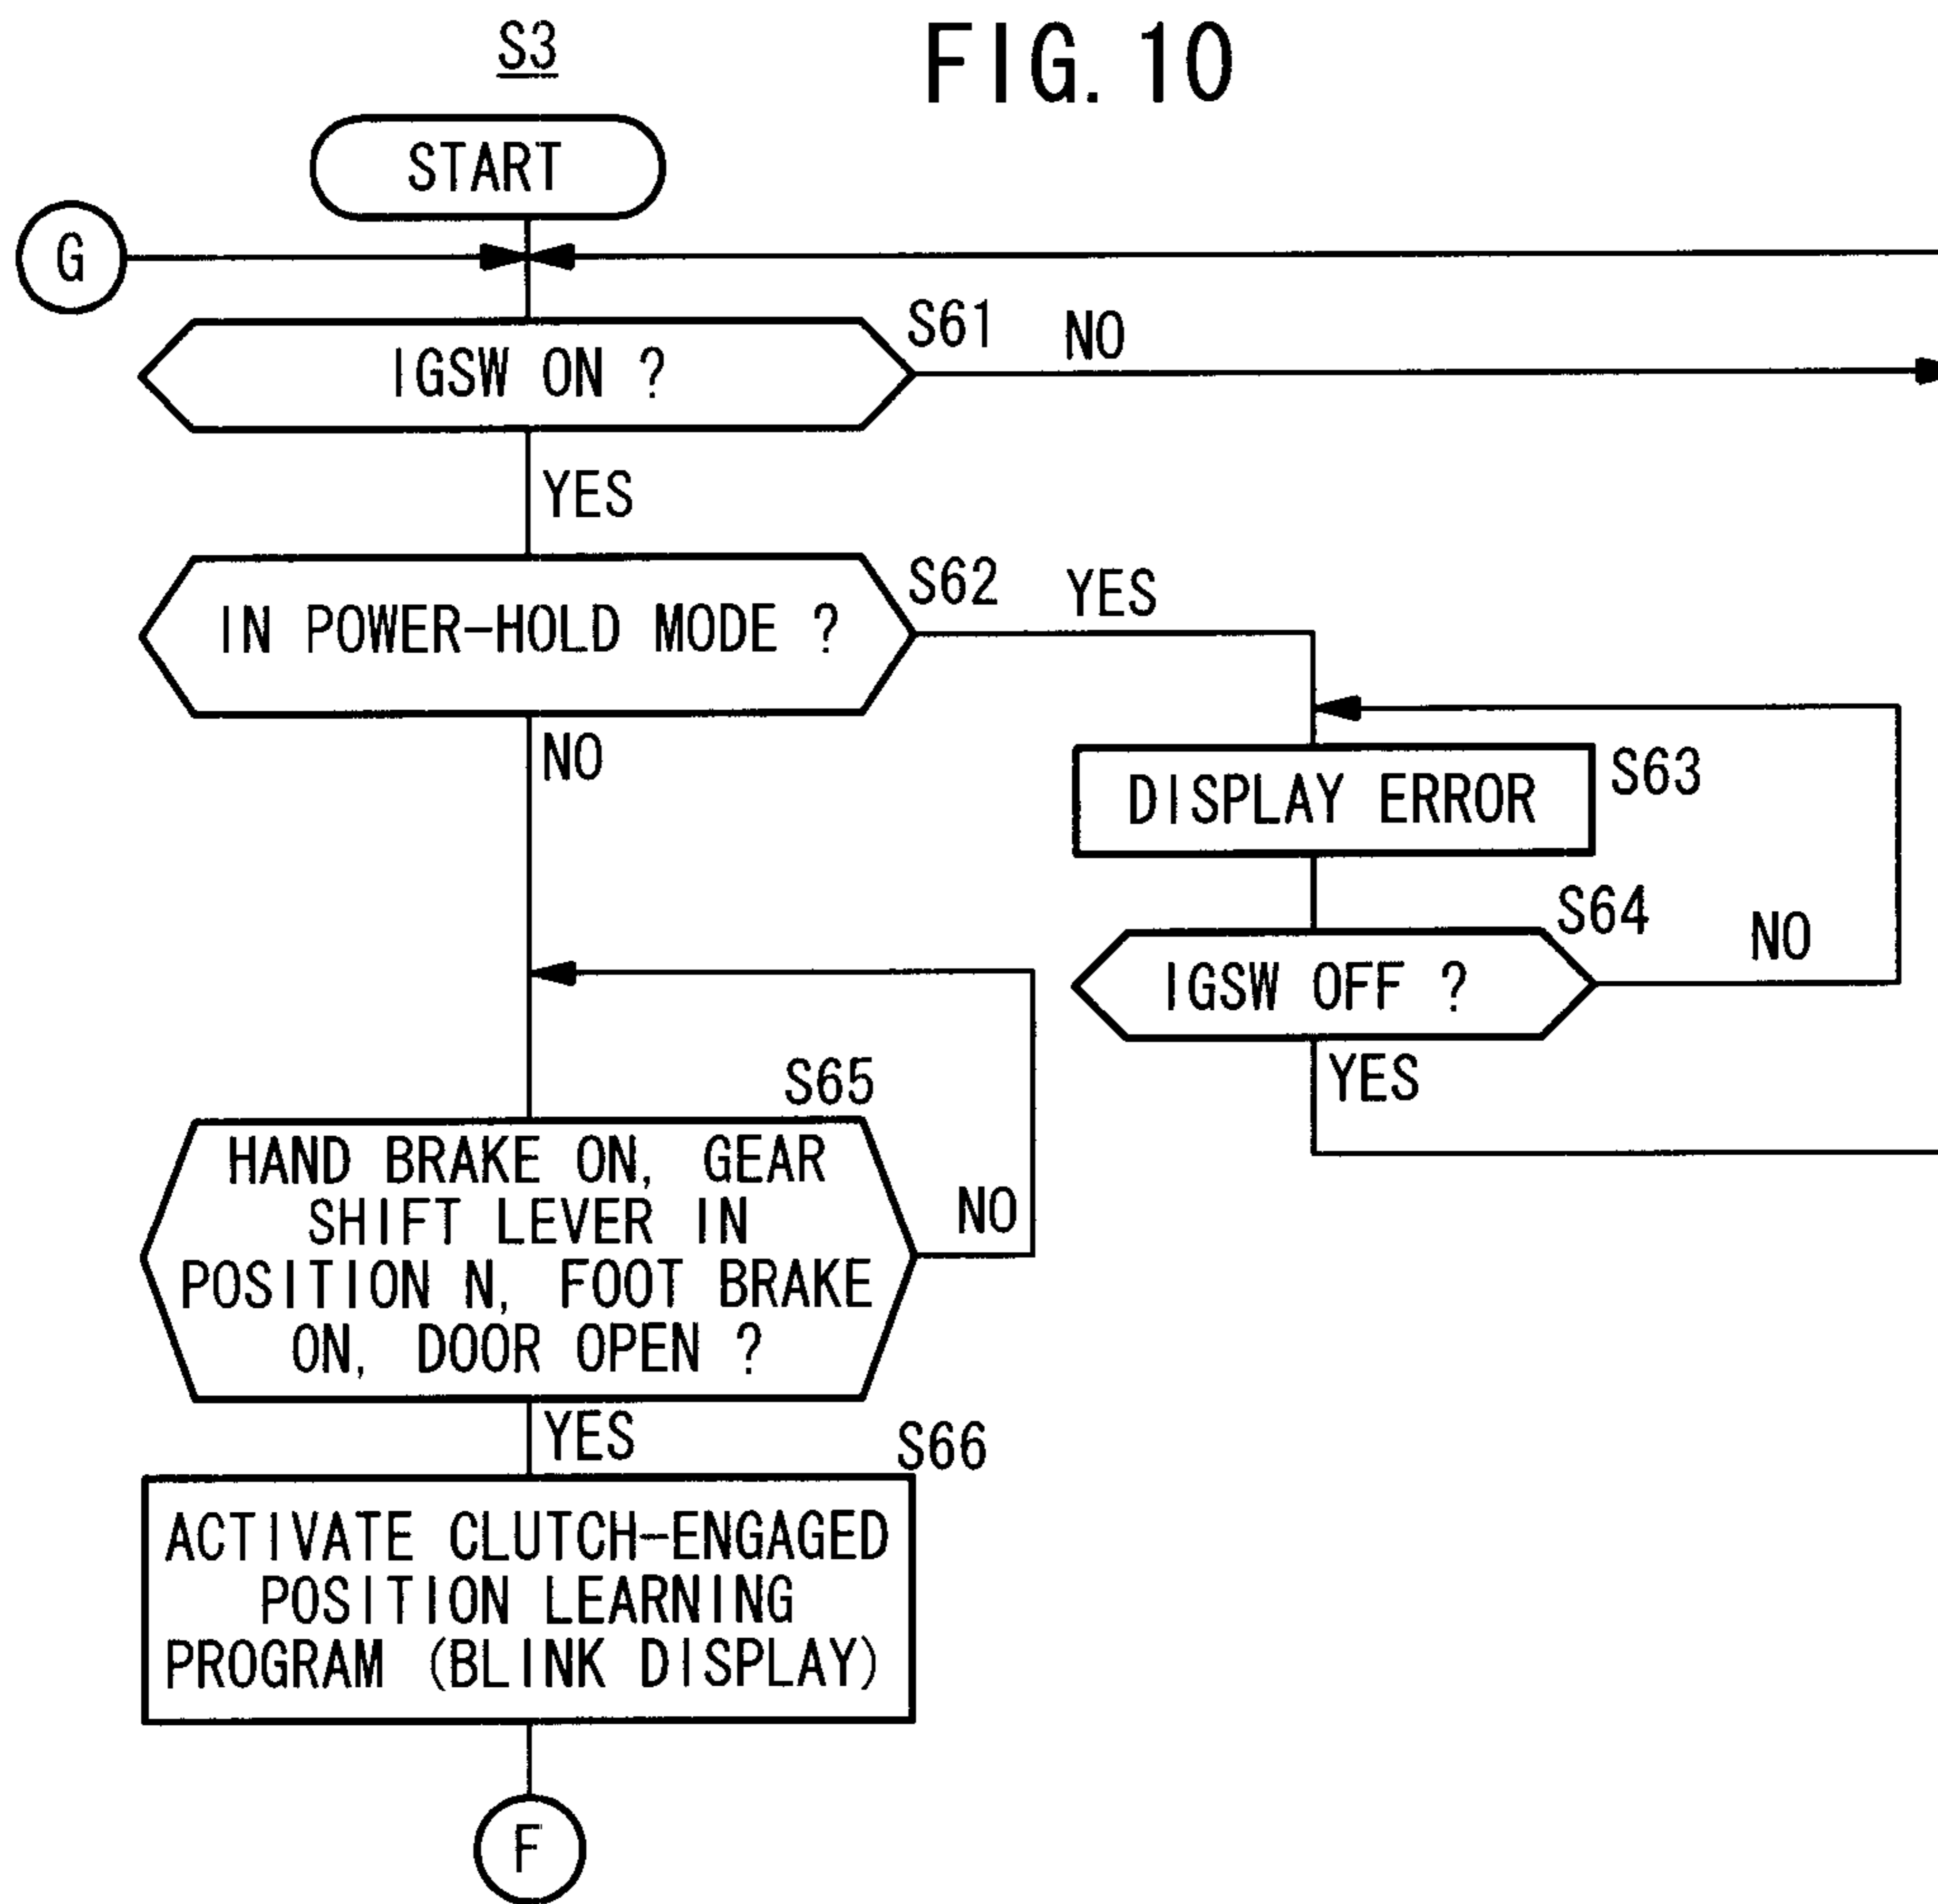 S3
FIG. 10
START
G
IGSW ON ?
S61
NO
YES
IN POWER-HOLD MODE ?
S62
YES
NO
DISPLAY ERROR
S63
IGSW OFF ?
S64
NO
YES
S65
HAND BRAKE ON, GEAR
SHIFT LEVER IN
POSITION N, FOOT BRAKE
ON, DOOR OPEN ?
NO
YES
S66
ACTIVATE CLUTCH-ENGAGED
POSITION LEARNING
PROGRAM (BLINK DISPLAY)
F